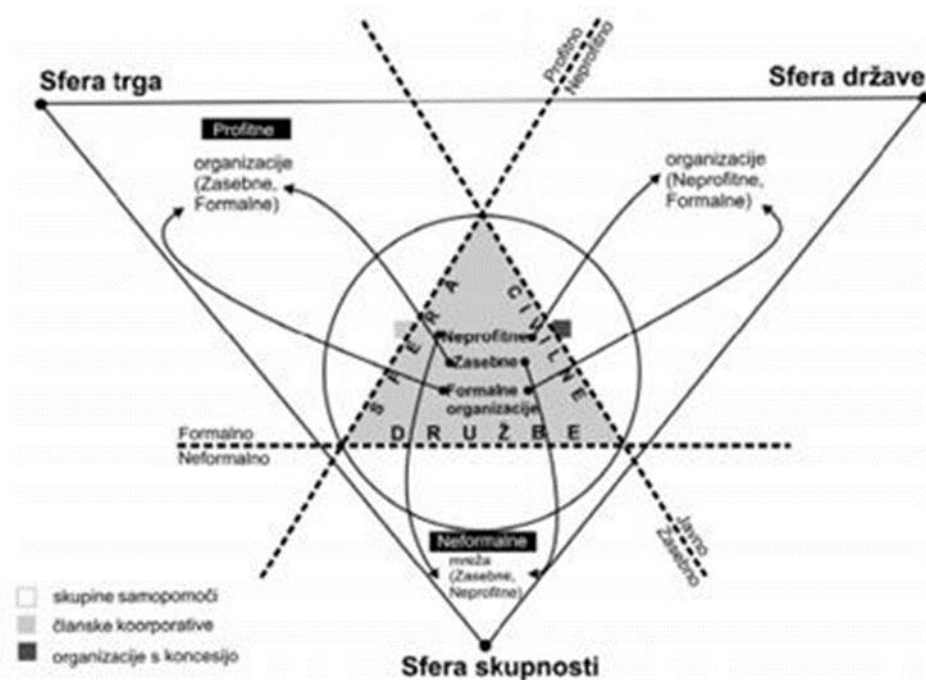 Profitno
Neprofitno
Sfera trga
Sfera države
Profitne
organizacije
(Zasebne,
Formalne)
organizacije
(Neprofitne,
Formalne)
SFERA CIVILNE
Neprofitne
Zasebne
Formalne
organizacije
DRUŽBE
Formalno
Neformalno
Javno
Zasebno
Neformalne
mreža
(Zasebne,
Neprofitne)
skupine samopomoči
članske koorporative
organizacije s koncesijo
Sfera skupnosti